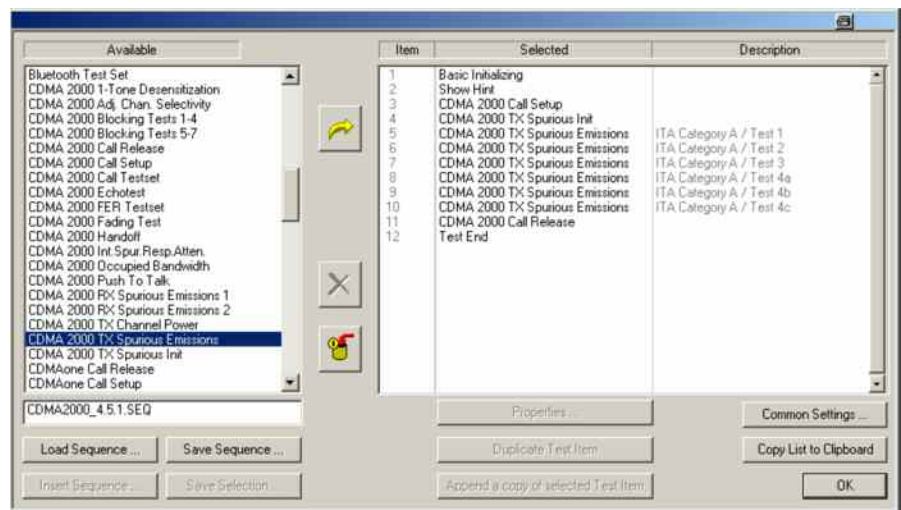 Available
Item Selected Description
Bluetooth Test Set
CDMA 2000 1-Tone Desensitization
CDMA 2000 Adj. Chan. Selectivity
CDMA 2000 Blocking Tests 1-4
CDMA 2000 Blocking Tests 5-7
CDMA 2000 Call Release
CDMA 2000 Call Setup
CDMA 2000 Call Testset
CDMA 2000 Echotest
CDMA 2000 FER Testset
CDMA 2000 Fading Test
CDMA 2000 Handoff
CDMA 2000 Int.Spur.Resp.Atten.
CDMA 2000 Occupied Bandwidth
CDMA 2000 Push To Talk
CDMA 2000 RX Spurious Emissions 1
CDMA 2000 RX Spurious Emissions 2
CDMA 2000 TX Channel Power
CDMA 2000 TX Spurious Emissions
CDMA 2000 TX Spurious Init
CDMAone Call Release
CDMAone Call Setup
CDMA2000_4.5.1.SEQ
Load Sequence ... Save Sequence ...
Insert Sequence ... Save Selection...
1 Basic Initializing
2 Show Hint
3 CDMA 2000 Call Setup
4 CDMA 2000 TX Spurious Init
5 CDMA 2000 TX Spurious Emissions ITA Category A / Test 1
6 CDMA 2000 TX Spurious Emissions ITA Category A / Test 2
7 CDMA 2000 TX Spurious Emissions ITA Category A / Test 3
8 CDMA 2000 TX Spurious Emissions ITA Category A / Test 4a
9 CDMA 2000 TX Spurious Emissions ITA Category A / Test 4b
10 CDMA 2000 TX Spurious Emissions ITA Category A / Test 4c
11 CDMA 2000 Call Release
12 Test End
Properties ... Common Settings ...
Duplicate Test Item Copy List to Clipboard
Append a copy of selected Test Item OK